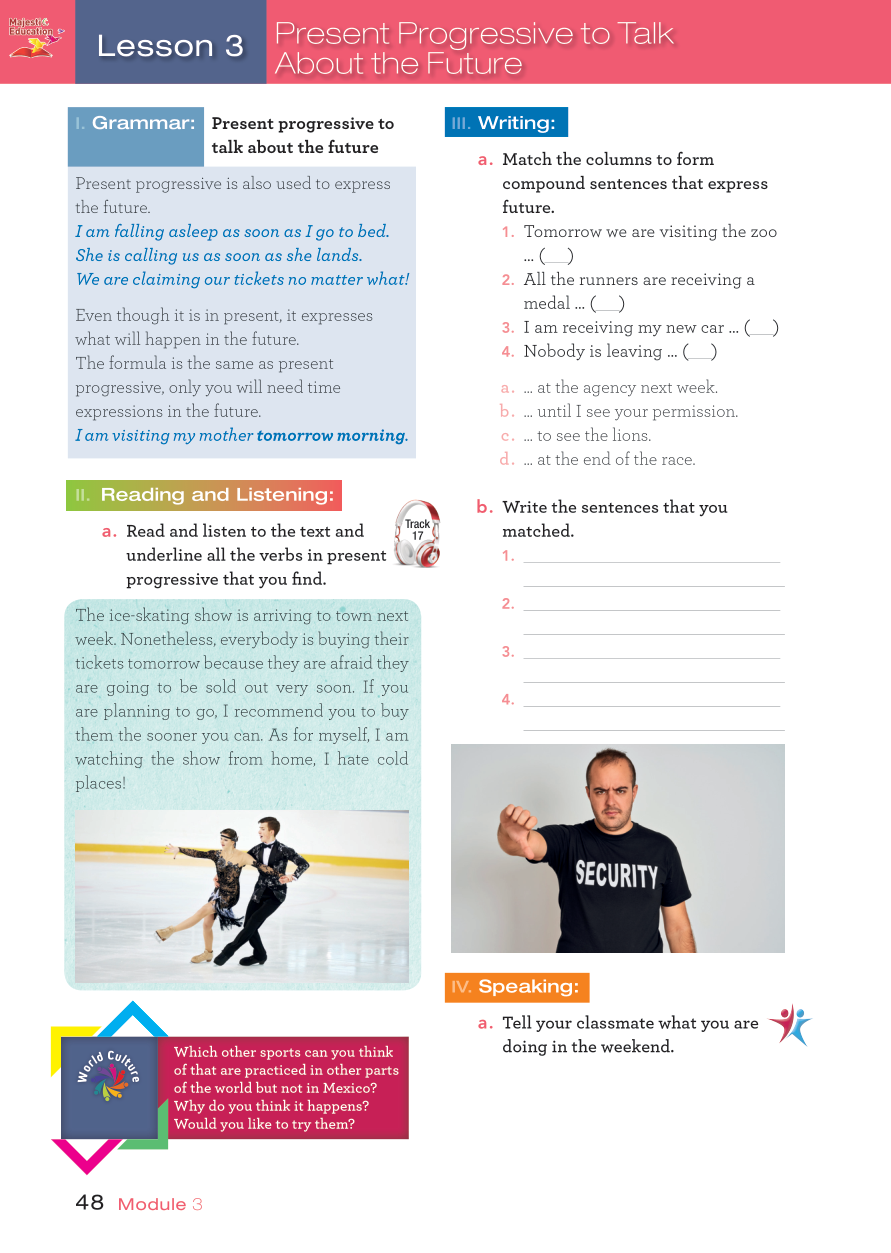 Majestic
Education
Lesson 3
Present Progressive to Talk
About the Future
I. Grammar:
Present progressive to
talk about the future
Present progressive is also used to express
the future.
I am falling asleep as soon as I go to bed.
She is calling us as soon as she lands.
We are claiming our tickets no matter what!
Even though it is in present, it expresses
what will happen in the future.
The formula is the same as present
progressive, only you will need time
expressions in the future.
I am visiting my mother tomorrow morning.
II. Reading and Listening:
a. Read and listen to the text and
underline all the verbs in present
progressive that you find.
Track
17
The ice-skating show is arriving to town next
week. Nonetheless, everybody is buying their
tickets tomorrow because they are afraid they
are going to be sold out very soon. If you
are planning to go, I recommend you to buy
them the sooner you can. As for myself, I am
watching the show from home, I hate cold
places!
World Culture
Which other sports can you think
of that are practiced in other parts
of the world but not in Mexico?
Why do you think it happens?
Would you like to try them?
III. Writing:
a. Match the columns to form
compound sentences that express
future.
1. Tomorrow we are visiting the zoo
... (__)
2. All the runners are receiving a
medal ... (__)
3. I am receiving my new car ... (__)
4. Nobody is leaving ... (__)
a. ... at the agency next week.
b. ... until I see your permission.
c. ... to see the lions.
d. ... at the end of the race.
b. Write the sentences that you
matched.
1.
2.
3.
4.
SECURITY
IV. Speaking:
a. Tell your classmate what you are
doing in the weekend.
48 Module 3